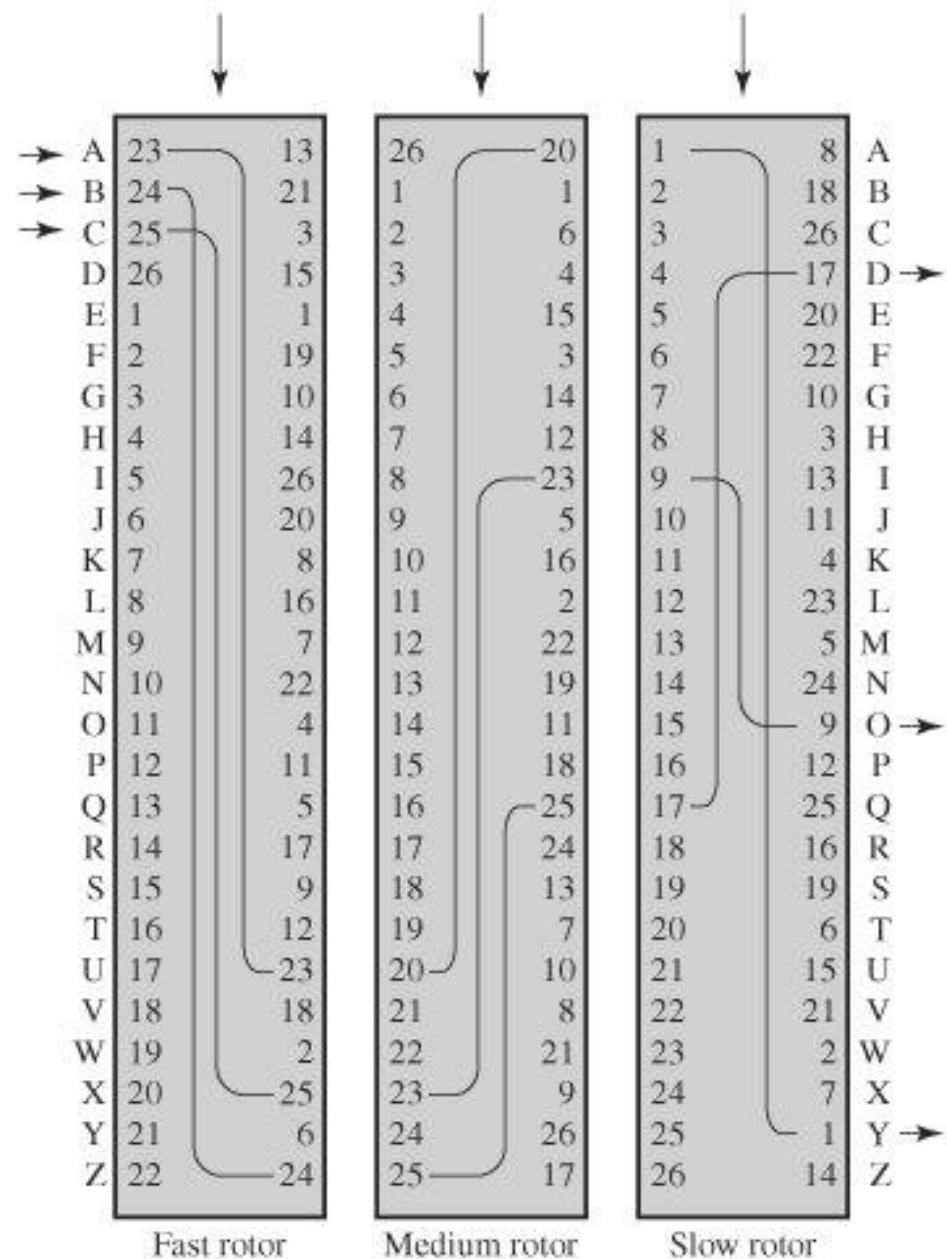 A 23 13 26 20 1 8 A
B 24 21 1 1 2 18 B
C 25 3 2 6 3 26 C
D 26 15 3 4 4 17 D
E 1 1 4 15 5 20 E
F 2 19 5 3 6 22 F
G 3 10 6 14 7 10 G
H 4 14 7 12 8 3 H
I 5 26 8 23 9 13 I
J 6 20 9 5 10 11 J
K 7 8 10 16 11 4 K
L 8 16 11 2 12 23 L
M 9 7 12 22 13 5 M
N 10 22 13 19 14 24 N
O 11 4 14 11 15 9 O
P 12 11 15 18 16 12 P
Q 13 5 16 25 17 25 Q
R 14 17 17 24 18 16 R
S 15 9 18 13 19 19 S
T 16 12 19 7 20 6 T
U 17 23 20 10 21 15 U
V 18 18 21 8 22 21 V
W 19 2 22 21 23 2 W
X 20 25 23 9 24 7 X
Y 21 6 24 26 25 1 Y
Z 22 24 25 17 26 14 Z
Fast rotor Medium rotor Slow rotor